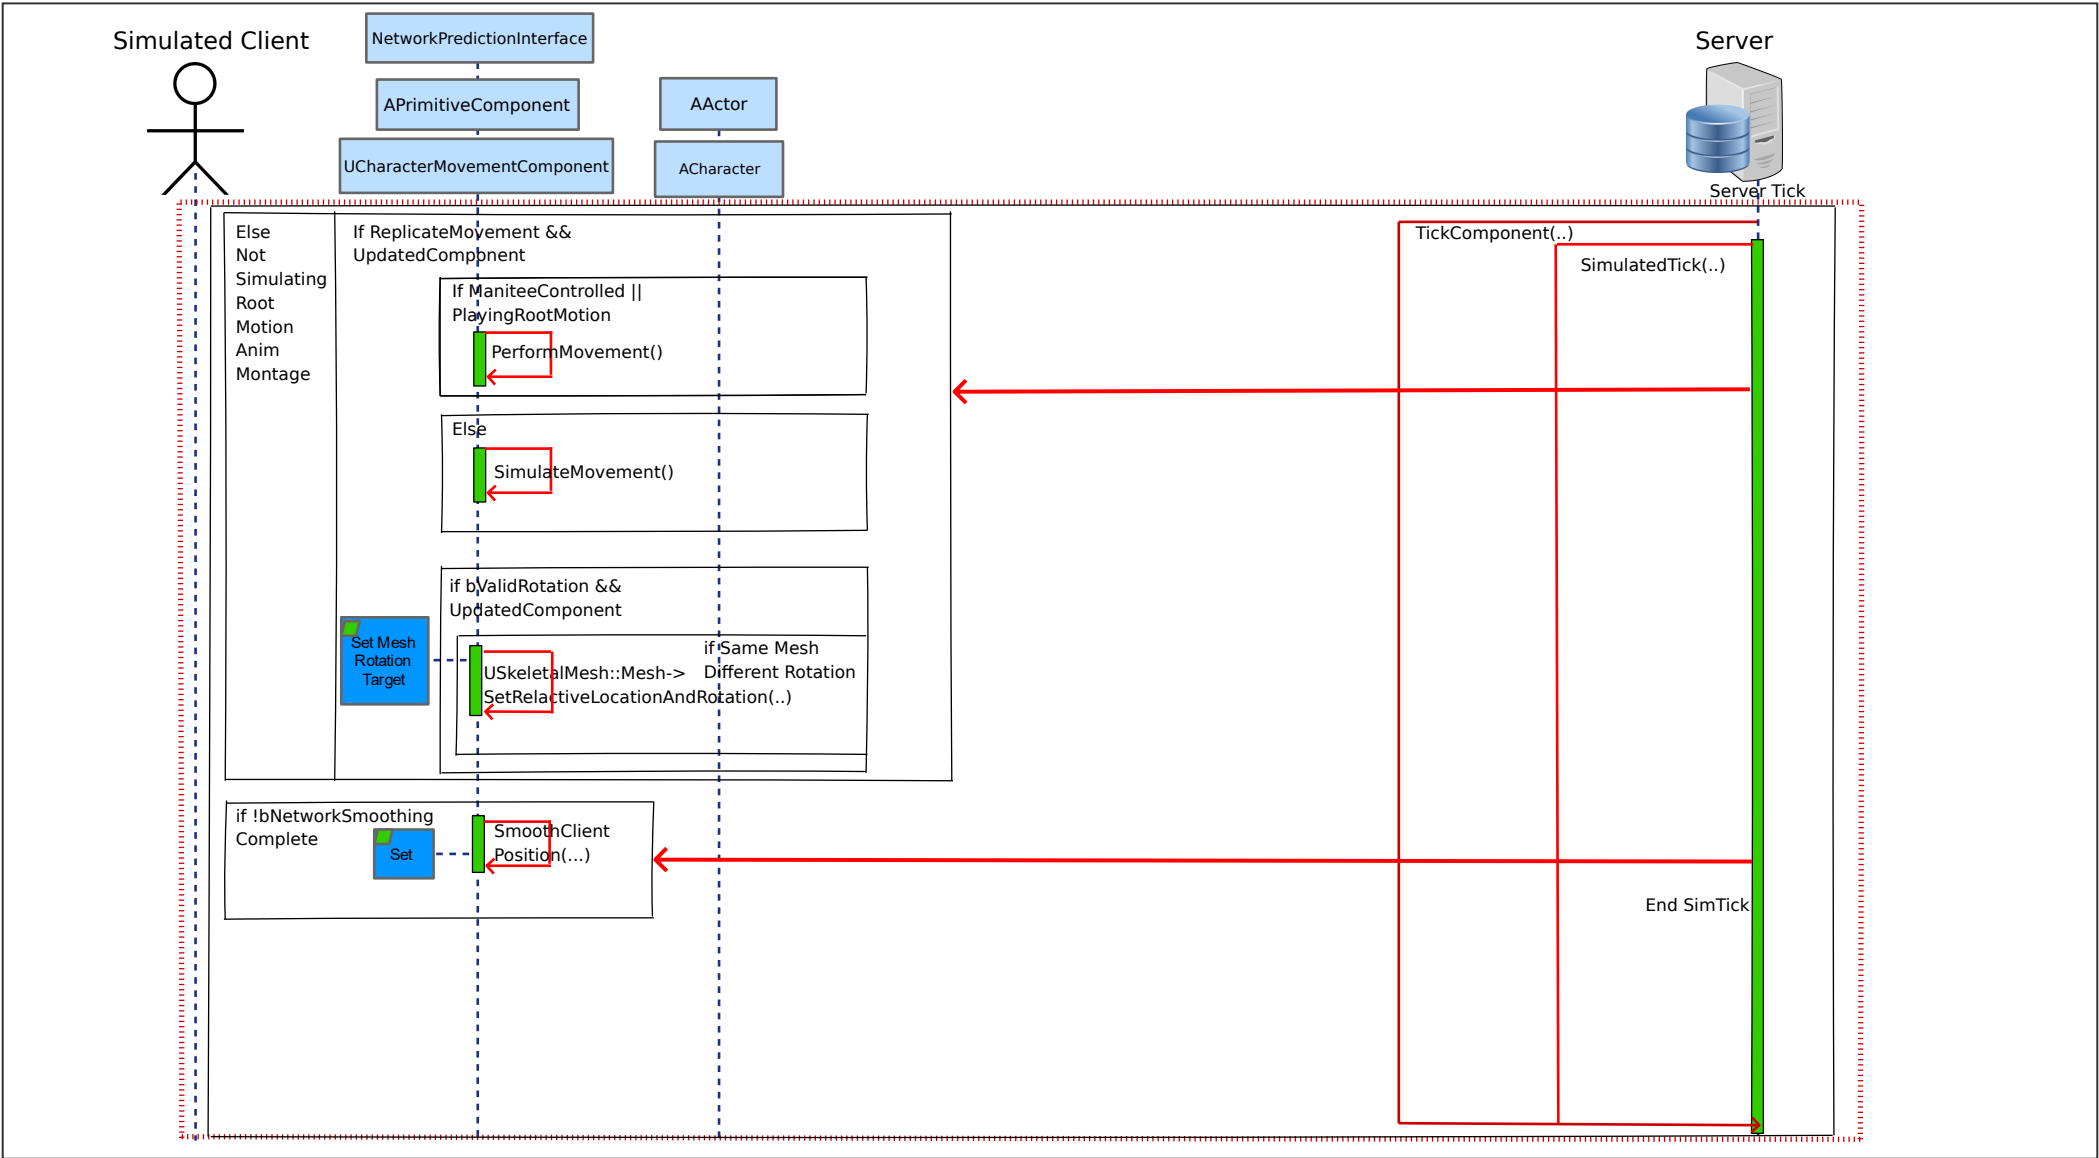 Simulated Client
NetworkPredictionInterface
APrimitiveComponent
UCharacterMovementComponent
AActor
ACharacter
Server
Server Tick
Else
Not
Simulating
Root
Motion
Anim
Montage
If ReplicateMovement &&
UpdatedComponent
If ManiteeControlled ||
PlayingRootMotion
PerformMovement()
Else
SimulateMovement()
if bValidRotation &&
UpdatedComponent
Set Mesh
Rotation
Target
if Same Mesh
Different Rotation
USkeletalMesh::Mesh->
SetRelactiveLocationAndRotation(..)
if !bNetworkSmoothing
Complete
Set
SmoothClient
Position(...)
TickComponent(..)
SimulatedTick(..)
End SimTick